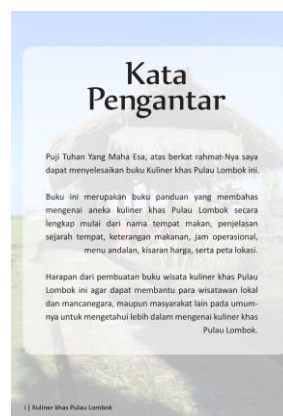 Kata
Pengantar
Puji Tuhan Yang Maha Esa, atas berkat rahmat-Nya saya
dapat menyelesaikan buku Kuliner khas Pulau Lombok ini.
Buku ini merupakan buku panduan yang membahas
mengenai aneka kuliner khas Pulau Lombok secara
lengkap mulai dari nama tempat makan, penjelasan
sejarah tempat, keterangan makanan, jam operasional,
menu andalan, kisaran harga, serta peta lokasi.
Harapan dari pembuatan buku wisata kuliner khas Pulau
Lombok ini agar dapat membantu para wisatawan lokal
dan mancanegara, maupun masyarakat lain pada umum-
nya untuk mengetahui lebih dalam mengenai kuliner khas
Pulau Lombok.
i | Kuliner khas Pulau Lombok